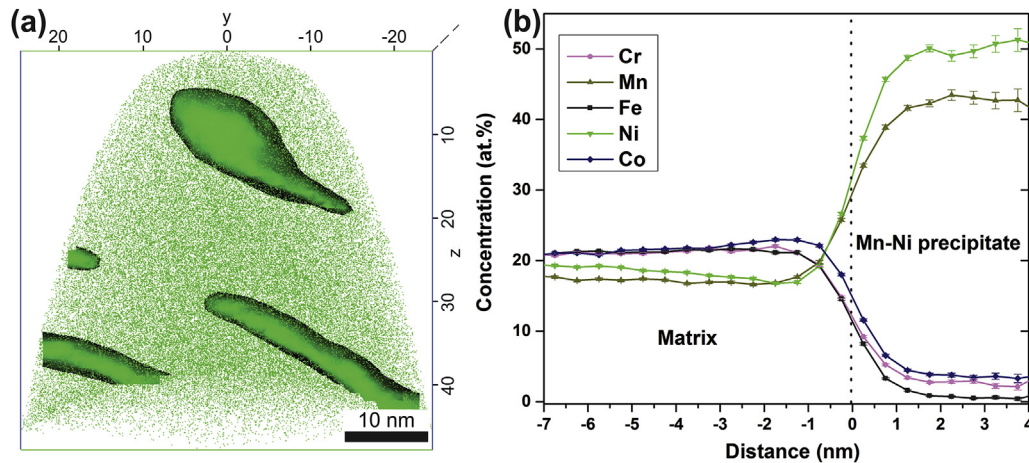 (a)
y
20 10 0 -10 -20
10
20
z
30
40
10 nm
(b)
Concentration (at.%)
50
40
30
20
10
0
Cr
Mn
Fe
Ni
Co
Mn-Ni precipitate
Matrix
-7 -6 -5 -4 -3 -2 -1 0 1 2 3 4
Distance (nm)